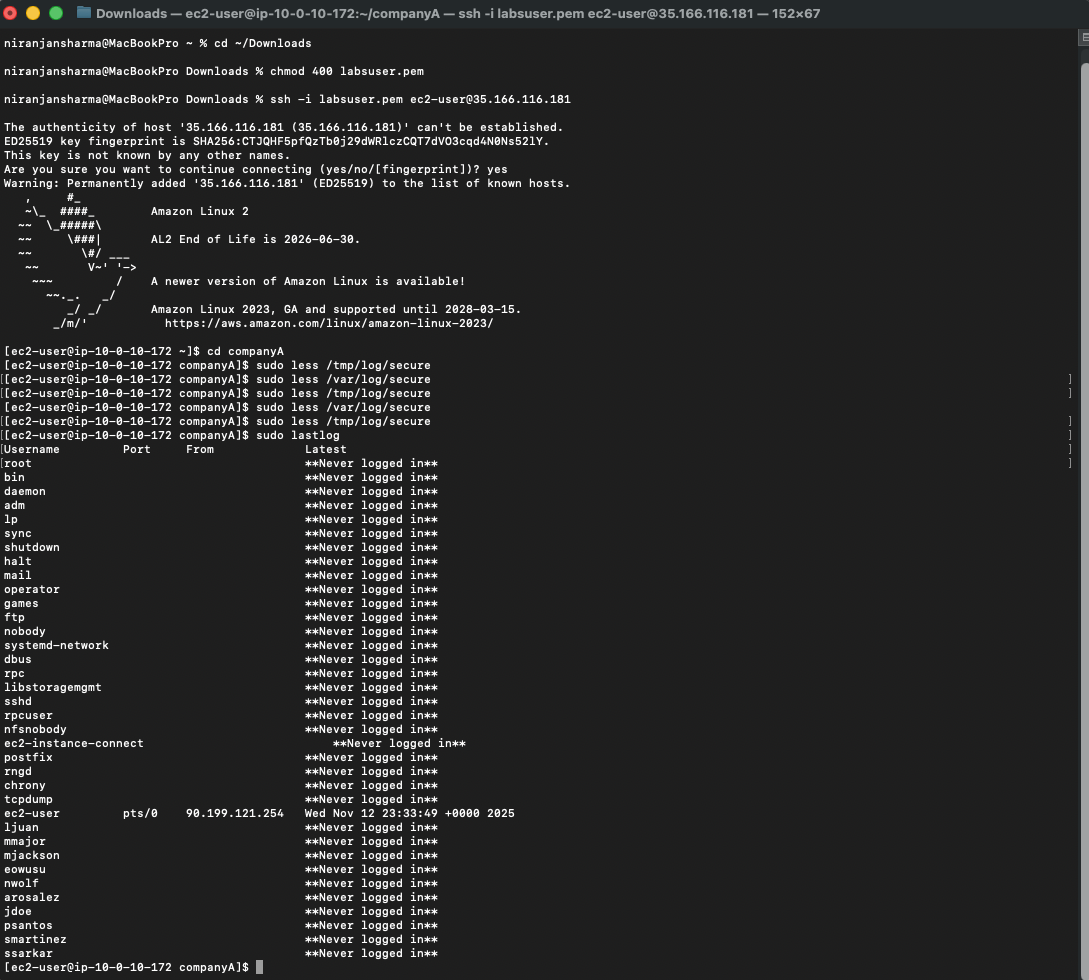 Downloads — ec2-user@ip-10-0-10-172:~/companyA — ssh -i labsuser.pem ec2-user@35.166.116.181 — 152×67
niranjansharma@MacBookPro ~ % cd ~/Downloads
niranjansharma@MacBookPro Downloads % chmod 400 labsuser.pem
niranjansharma@MacBookPro Downloads % ssh -i labsuser.pem ec2-user@35.166.116.181
The authenticity of host '35.166.116.181 (35.166.116.181)' can't be established.
ED25519 key fingerprint is SHA256:CTJQHF5pfQzTb0j29dWRlczCQT7dVO3cqd4N0Ns52lY.
This key is not known by any other names.
Are you sure you want to continue connecting (yes/no/[fingerprint])? yes
Warning: Permanently added '35.166.116.181' (ED25519) to the list of known hosts.
   ,     #_
   ~\_  ####_        Amazon Linux 2
  ~~  \_#####\
  ~~     \###|       AL2 End of Life is 2026-06-30.
  ~~       \#/ ___
   ~~       V~' '->
    ~~~         /    A newer version of Amazon Linux is available!
      ~~._.   _/
         _/ _/       Amazon Linux 2023, GA and supported until 2028-03-15.
       _/m/'           https://aws.amazon.com/linux/amazon-linux-2023/
[ec2-user@ip-10-0-10-172 ~]$ cd companyA
[ec2-user@ip-10-0-10-172 companyA]$ sudo less /tmp/log/secure
[[ec2-user@ip-10-0-10-172 companyA]$ sudo less /var/log/secure ]
[[ec2-user@ip-10-0-10-172 companyA]$ sudo less /tmp/log/secure ]
[ec2-user@ip-10-0-10-172 companyA]$ sudo less /var/log/secure
[[ec2-user@ip-10-0-10-172 companyA]$ sudo less /tmp/log/secure ]
[[ec2-user@ip-10-0-10-172 companyA]$ sudo lastlog ]
[Username         Port     From             Latest ]
[root                                       **Never logged in** ]
bin                                        **Never logged in**
daemon                                     **Never logged in**
adm                                        **Never logged in**
lp                                         **Never logged in**
sync                                       **Never logged in**
shutdown                                   **Never logged in**
halt                                       **Never logged in**
mail                                       **Never logged in**
operator                                   **Never logged in**
games                                      **Never logged in**
ftp                                        **Never logged in**
nobody                                     **Never logged in**
systemd-network                            **Never logged in**
dbus                                       **Never logged in**
rpc                                        **Never logged in**
libstoragemgmt                             **Never logged in**
sshd                                       **Never logged in**
rpcuser                                    **Never logged in**
nfsnobody                                  **Never logged in**
ec2-instance-connect                           **Never logged in**
postfix                                    **Never logged in**
rngd                                       **Never logged in**
chrony                                     **Never logged in**
tcpdump                                    **Never logged in**
ec2-user         pts/0    90.199.121.254   Wed Nov 12 23:33:49 +0000 2025
ljuan                                      **Never logged in**
mmajor                                     **Never logged in**
mjackson                                   **Never logged in**
eowusu                                     **Never logged in**
nwolf                                      **Never logged in**
arosalez                                   **Never logged in**
jdoe                                       **Never logged in**
psantos                                    **Never logged in**
smartinez                                  **Never logged in**
ssarkar                                    **Never logged in**
[ec2-user@ip-10-0-10-172 companyA]$